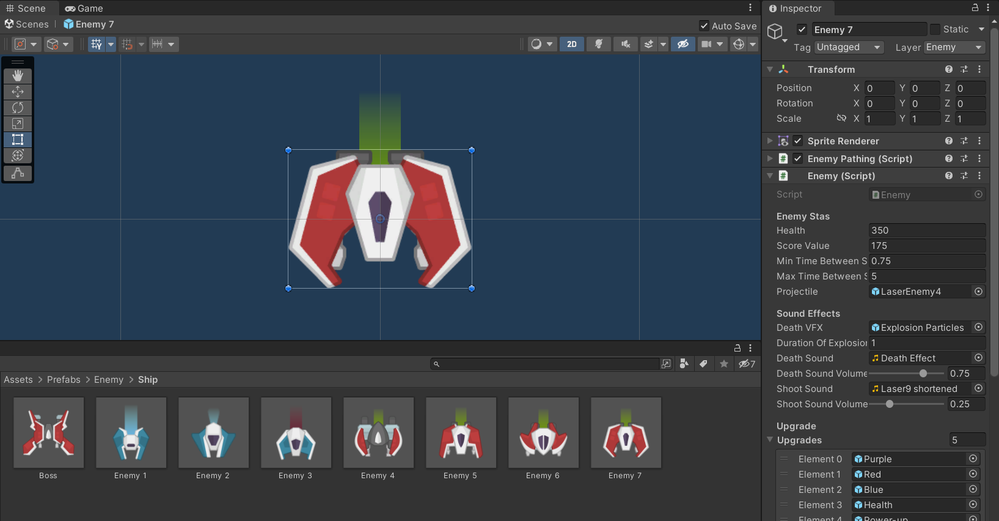 Scene Game
Scenes | Enemy 7
Auto Save
2D
7
Assets > Prefabs > Enemy > Ship
Boss Enemy 1 Enemy 2 Enemy 3 Enemy 4 Enemy 5 Enemy 6 Enemy 7
Inspector
Enemy 7 Static
Tag Untagged Layer Enemy
Transform
Position X 0 Y 0 Z 0
Rotation X 0 Y 0 Z 0
Scale X 1 Y 1 Z 1
Sprite Renderer
# Enemy Pathing (Script)
# Enemy (Script)
Script Enemy
Enemy Stas
Health 350
Score Value 175
Min Time Between S 0.75
Max Time Between S 5
Projectile LaserEnemy4
Sound Effects
Death VFX Explosion Particles
Duration Of Explosion 1
Death Sound Death Effect
Death Sound Volume 0.75
Shoot Sound Laser9 shortened
Shoot Sound Volume 0.25
Upgrade
Upgrades 5
Element 0 Purple
Element 1 Red
Element 2 Blue
Element 3 Health
Element 4 Power-up